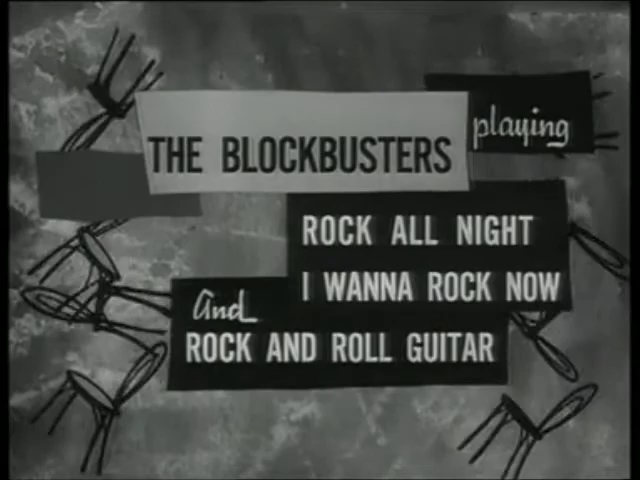 THE BLOCKBUSTERS playing
ROCK ALL NIGHT
I WANNA ROCK NOW
And
ROCK AND ROLL GUITAR